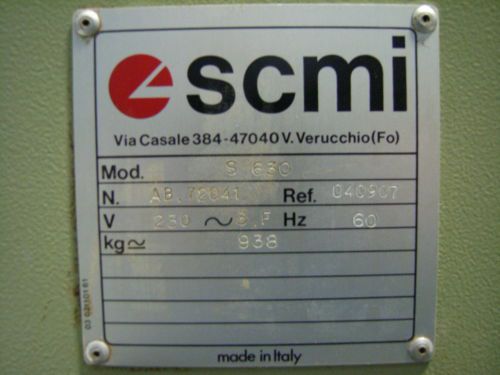 scmi
Via Casale 384-47040 V. Verucchio (Fo)
Mod. S 630
N. AB.72041 Ref. 040907
V 230 ~ 3.F Hz 60
kg≃ 938
made in Italy